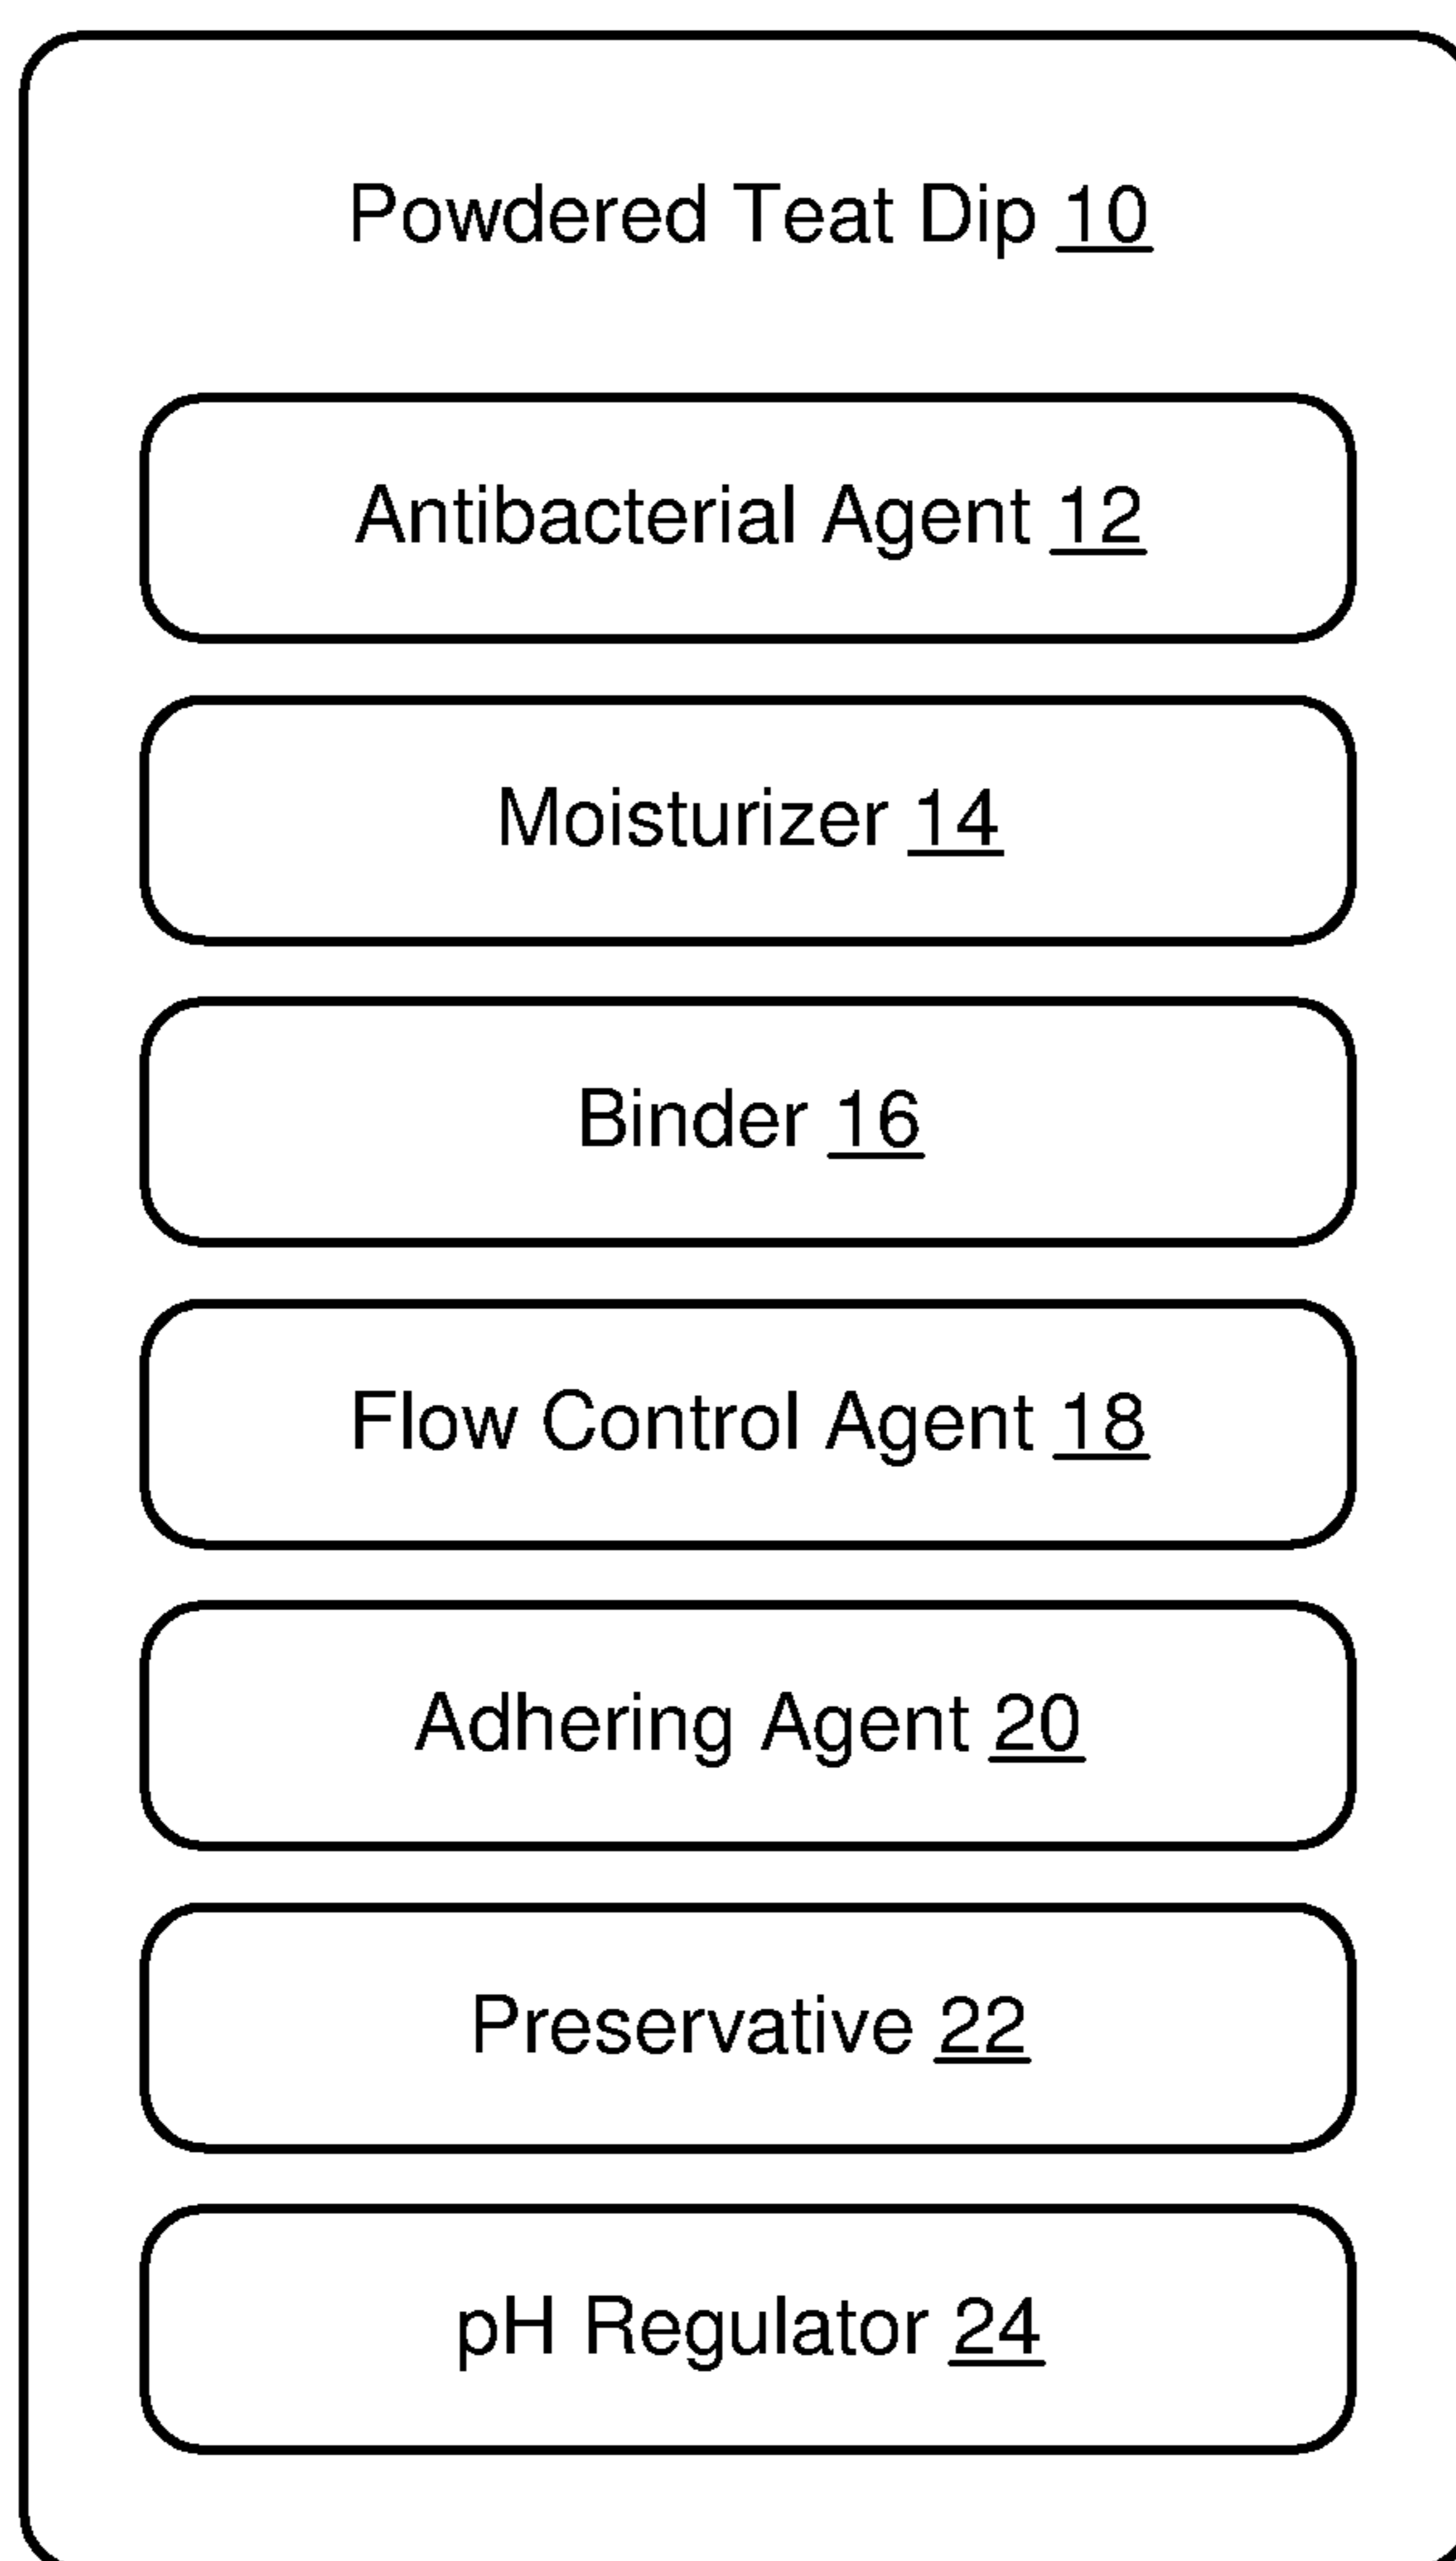 Powdered Teat Dip 10
Antibacterial Agent 12
Moisturizer 14
Binder 16
Flow Control Agent 18
Adhering Agent 20
Preservative 22
pH Regulator 24